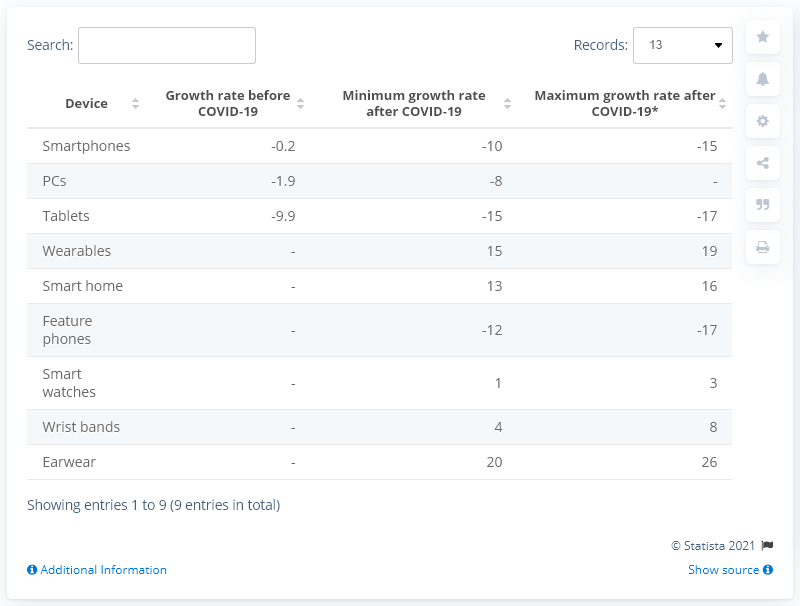 Search:
Records: 13
Device Growth rate before COVID-19 Minimum growth rate after COVID-19 Maximum growth rate after COVID-19*
Smartphones -0.2 -10 -15
PCs -1.9 -8 -
Tablets -9.9 -15 -17
Wearables - 15 19
Smart home - 13 16
Feature phones - -12 -17
Smart watches - 1 3
Wrist bands - 4 8
Earwear - 20 26
Showing entries 1 to 9 (9 entries in total)
© Statista 2021
Additional Information
Show source